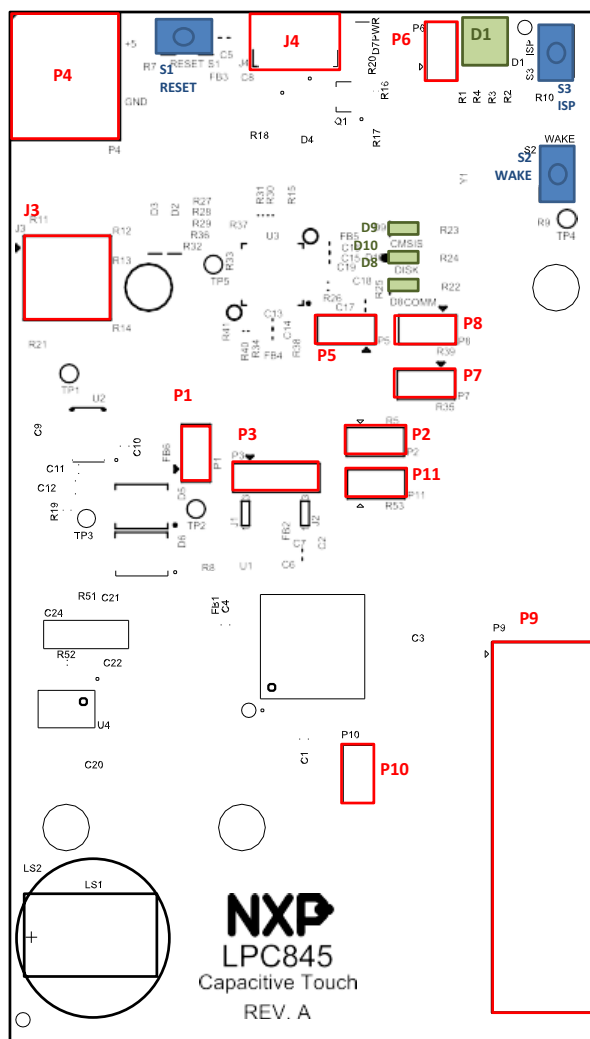 P4
+5
GND
P4
R7
RESET S1
S1
RESET
C5
FB3
J4
C8
J4
D7PWR
R20
R16
Q1
R17
R18
D4
P6
P6
D1
D1
R1
R4
R3
R2
ISP
S3
R10
S3
ISP
WAKE
S2
S2
WAKE
Y1
R9
TP4
J3
R11
J3
R12
R13
R14
R21
D3
D2
R27
R28
R29
R36
R32
TP5
R33
R37
R31
R30
R15
U3
R41
R40
R34
C13
FB4
C14
R38
FB5
C15
C19
R26
C17
C18
R25
D9
D10
D8
CMSIS
DISK
D8COMM
R23
R24
R22
P5
P5
P8
P8
R39
P7
P7
R35
TP1
U2
C9
C10
C11
C12
R19
TP3
P1
FB6
P1
D5
D6
TP2
P3
P3
J1
FB2
J2
C7
C2
C6
R5
P2
P2
P11
P11
R53
R8
U1
R51
C21
C24
R52
C22
U4
C20
FB1
C4
C3
C1
P10
P10
P9
P9
LS2
LS1
NXP
LPC845
Capacitive Touch
REV. A